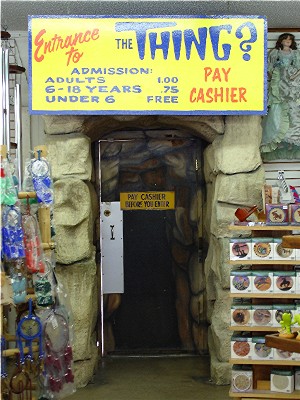 Entrance to
THE THING?
ADMISSION:
ADULTS 1.00
6-18 YEARS .75
UNDER 6 FREE
PAY
CASHIER
PAY CASHIER
BEFORE YOU ENTER